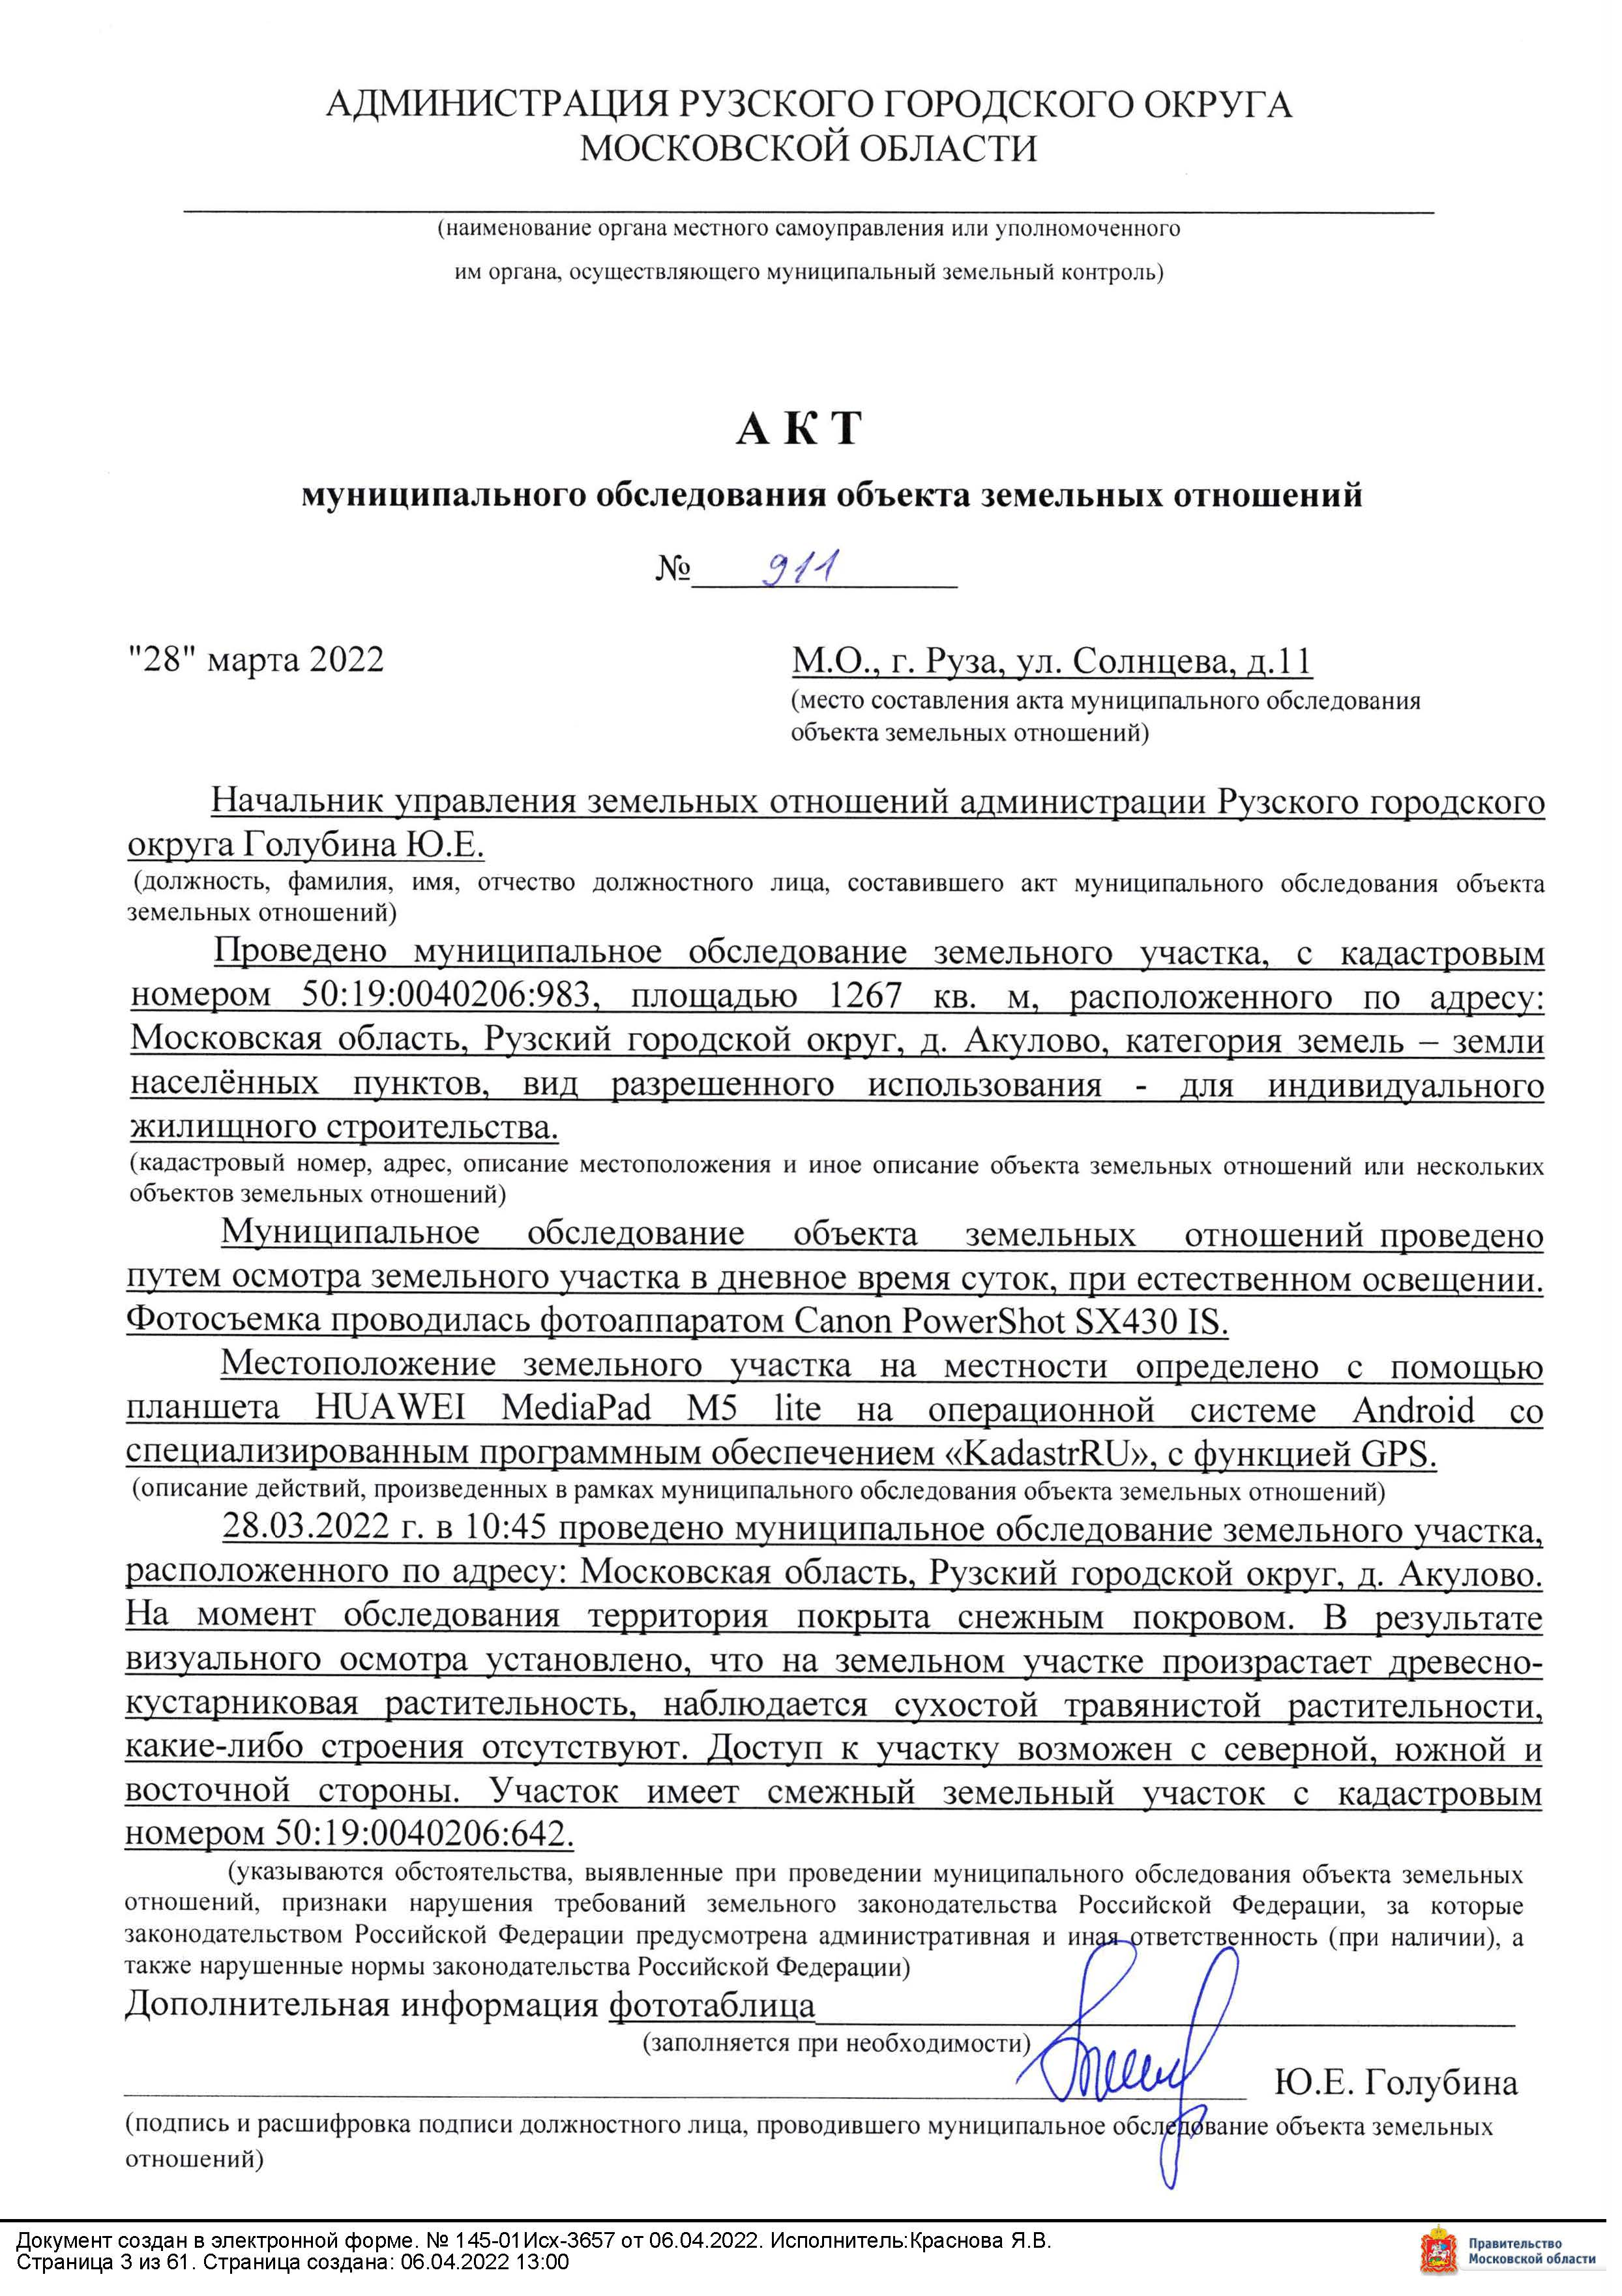 АДМИНИСТРАЦИЯ РУЗСКОГО ГОРОДСКОГО ОКРУГА
МОСКОВСКОЙ ОБЛАСТИ
(наименование органа местного самоуправления или уполномоченного
им органа, осуществляющего муниципальный земельный контроль)
А К Т
муниципального обследования объекта земельных отношений
№ 911
"28" марта 2022
М.О., г. Руза, ул. Солнцева, д.11
(место составления акта муниципального обследования
объекта земельных отношений)
Начальник управления земельных отношений администрации Рузского городского
округа Голубина Ю.Е.
(должность, фамилия, имя, отчество должностного лица, составившего акт муниципального обследования объекта
земельных отношений)
Проведено муниципальное обследование земельного участка, с кадастровым
номером 50:19:0040206:983, площадью 1267 кв. м, расположенного по адресу:
Московская область, Рузский городской округ, д. Акулово, категория земель – земли
населённых пунктов, вид разрешенного использования - для индивидуального
жилищного строительства.
(кадастровый номер, адрес, описание местоположения и иное описание объекта земельных отношений или нескольких
объектов земельных отношений)
Муниципальное обследование объекта земельных отношений проведено
путем осмотра земельного участка в дневное время суток, при естественном освещении.
Фотосъемка проводилась фотоаппаратом Canon PowerShot SX430 IS.
Местоположение земельного участка на местности определено с помощью
планшета HUAWEI MediaPad M5 lite на операционной системе Android со
специализированным программным обеспечением «KadastrRU», с функцией GPS.
(описание действий, произведенных в рамках муниципального обследования объекта земельных отношений)
28.03.2022 г. в 10:45 проведено муниципальное обследование земельного участка,
расположенного по адресу: Московская область, Рузский городской округ, д. Акулово.
На момент обследования территория покрыта снежным покровом. В результате
визуального осмотра установлено, что на земельном участке произрастает древесно-
кустарниковая растительность, наблюдается сухостой травянистой растительности,
какие-либо строения отсутствуют. Доступ к участку возможен с северной, южной и
восточной стороны. Участок имеет смежный земельный участок с кадастровым
номером 50:19:0040206:642.
(указываются обстоятельства, выявленные при проведении муниципального обследования объекта земельных
отношений, признаки нарушения требований земельного законодательства Российской Федерации, за которые
законодательством Российской Федерации предусмотрена административная и иная ответственность (при наличии), а
также нарушенные нормы законодательства Российской Федерации)
Дополнительная информация фототаблица
(заполняется при необходимости)
Ю.Е. Голубина
(подпись и расшифровка подписи должностного лица, проводившего муниципальное обследование объекта земельных
отношений)
Документ создан в электронной форме. № 145-01Исх-3657 от 06.04.2022. Исполнитель:Краснова Я.В.
Страница 3 из 61. Страница создана: 06.04.2022 13:00
Правительство
Московской области